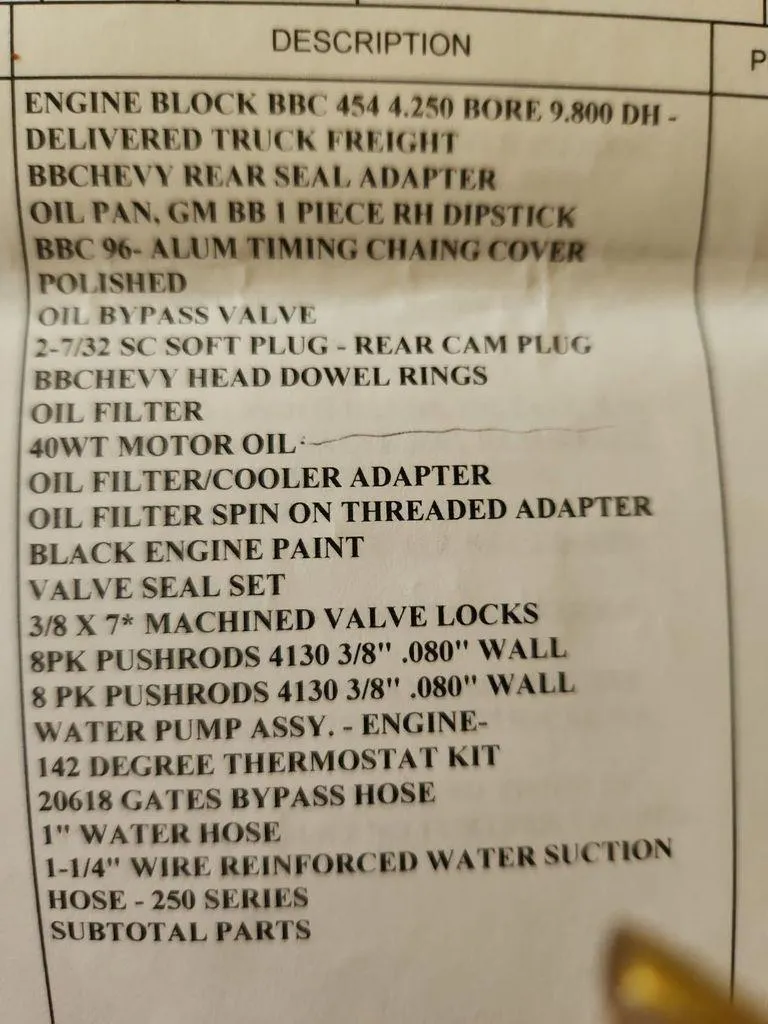 DESCRIPTION
P
ENGINE BLOCK BBC 454 4.250 BORE 9.800 DH -
DELIVERED TRUCK FREIGHT
BBCHEVY REAR SEAL ADAPTER
OIL PAN, GM BB 1 PIECE RH DIPSTICK
BBC 96- ALUM TIMING CHAING COVER
POLISHED
OIL BYPASS VALVE
2-7/32 SC SOFT PLUG - REAR CAM PLUG
BBCHEVY HEAD DOWEL RINGS
OIL FILTER
40WT MOTOR OIL
OIL FILTER/COOLER ADAPTER
OIL FILTER SPIN ON THREADED ADAPTER
BLACK ENGINE PAINT
VALVE SEAL SET
3/8 X 7* MACHINED VALVE LOCKS
8PK PUSHRODS 4130 3/8" .080" WALL
8 PK PUSHRODS 4130 3/8" .080" WALL
WATER PUMP ASSY. - ENGINE-
142 DEGREE THERMOSTAT KIT
20618 GATES BYPASS HOSE
1" WATER HOSE
1-1/4" WIRE REINFORCED WATER SUCTION
HOSE - 250 SERIES
SUBTOTAL PARTS